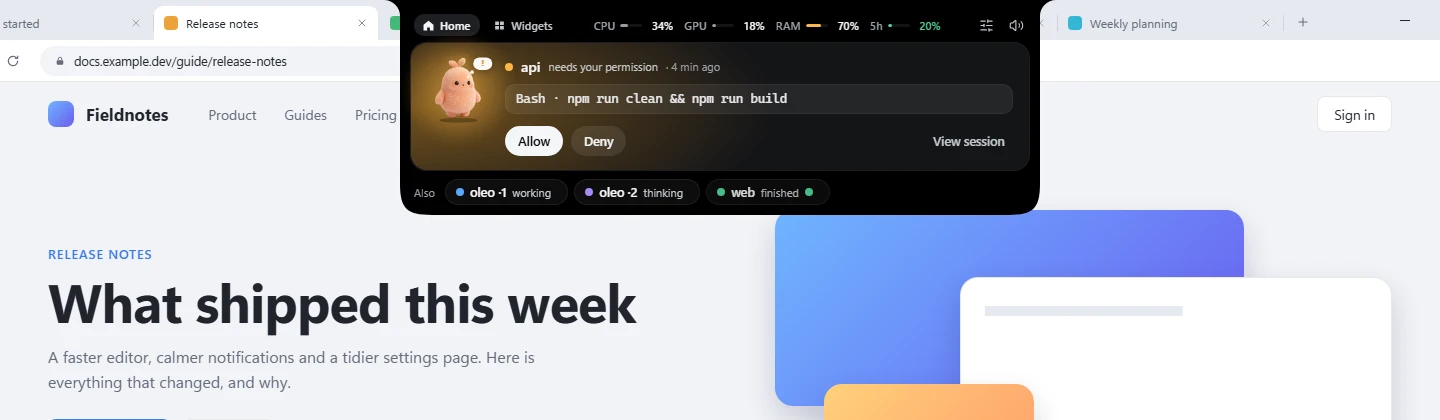 started
Release notes
Weekly planning
docs.example.dev/guide/release-notes
Home
Widgets
CPU 34%
GPU 18%
RAM 70%
5h 20%
!
api needs your permission · 4 min ago
Bash · npm run clean && npm run build
Allow
Deny
View session
Also
oleo ·1 working
oleo ·2 thinking
web finished
Fieldnotes
Product
Guides
Pricing
Sign in
RELEASE NOTES
What shipped this week
A faster editor, calmer notifications and a tidier settings page. Here is
everything that changed, and why.